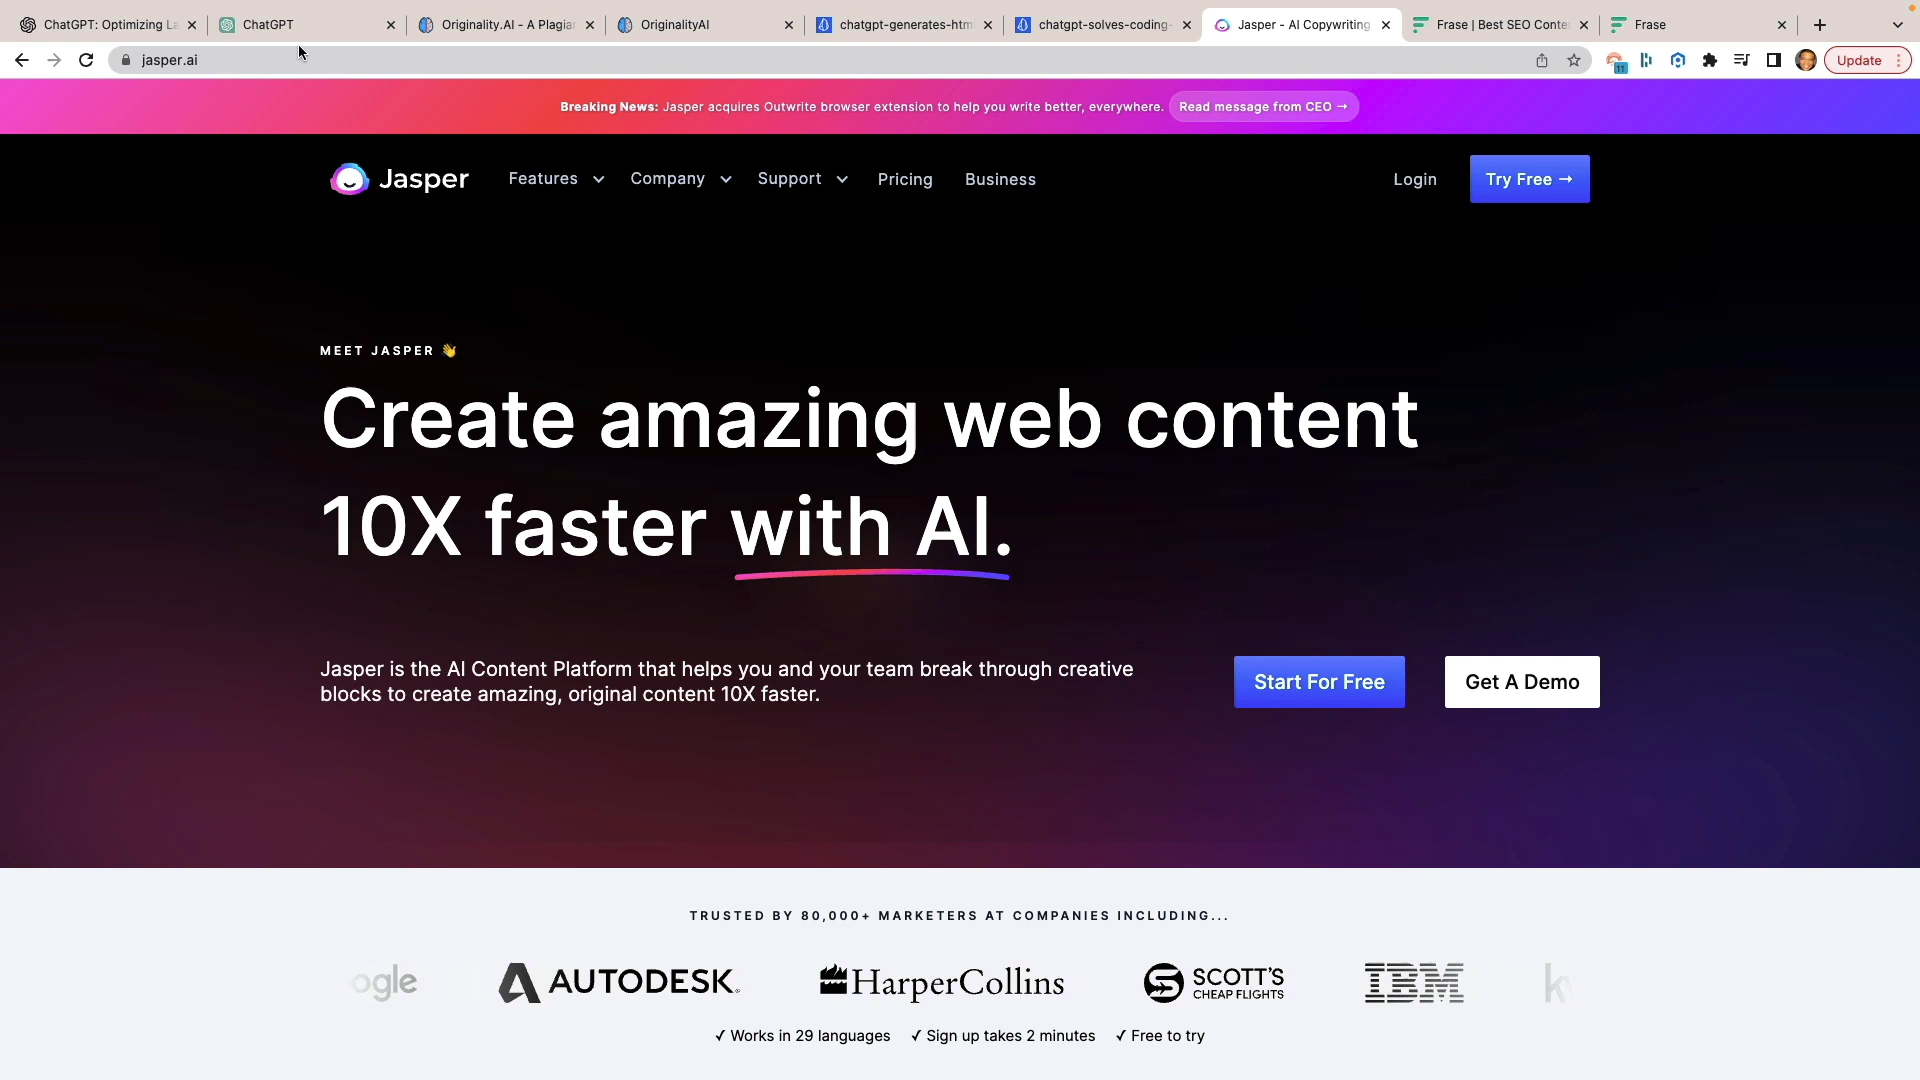 ChatGPT: Optimizing La
ChatGPT
Originality.AI - A Plagiar
OriginalityAI
chatgpt-generates-htm
chatgpt-solves-coding-
Jasper - AI Copywriting
Frase | Best SEO Conte
Frase
jasper.ai
11
Update
Breaking News: Jasper acquires Outwrite browser extension to help you write better, everywhere.
Read message from CEO →
Jasper
Features
Company
Support
Pricing
Business
Login
Try Free →
MEET JASPER 👋
Create amazing web content
10X faster with AI.
Jasper is the AI Content Platform that helps you and your team break through creative
blocks to create amazing, original content 10X faster.
Start For Free
Get A Demo
TRUSTED BY 80,000+ MARKETERS AT COMPANIES INCLUDING...
ogle
AUTODESK.
HarperCollins
SCOTT'S
CHEAP FLIGHTS
IBM
✓ Works in 29 languages
✓ Sign up takes 2 minutes
✓ Free to try